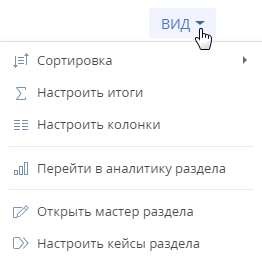 ВИД
Сортировка
Настроить итоги
Настроить колонки
Перейти в аналитику раздела
Открыть мастер раздела
Настроить кейсы раздела